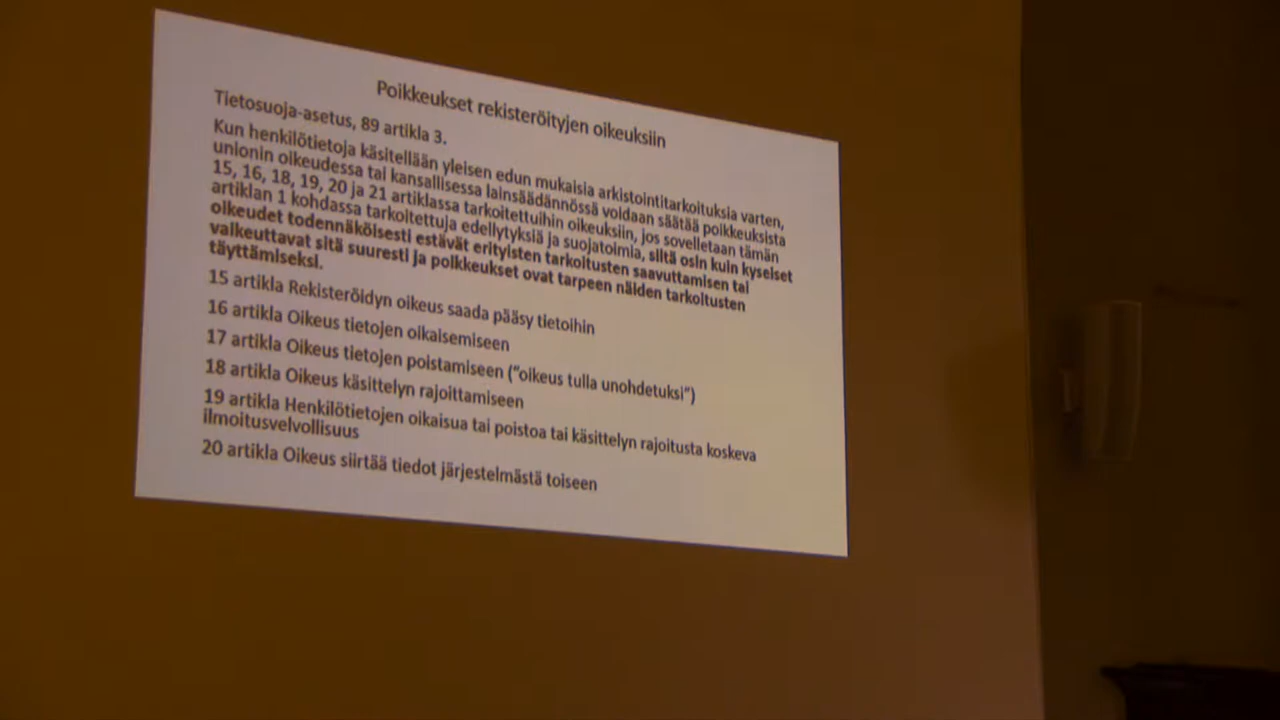 Poikkeukset rekisteröityjen oikeuksiin
Tietosuoja-asetus, 89 artikla 3.
Kun henkilötietoja käsitellään yleisen edun mukaisia arkistointitarkoituksia varten,
unionin oikeudessa tai kansallisessa lainsäädännössä voidaan säätää poikkeuksista
15, 16, 18, 19, 20 ja 21 artiklassa tarkoitettuihin oikeuksiin, jos sovelletaan tämän
artiklan 1 kohdassa tarkoitettuja edellytyksiä ja suojatoimia, siltä osin kuin kyseiset
oikeudet todennäköisesti estävät erityisten tarkoitusten saavuttamisen tai
vaikeuttavat sitä suuresti ja poikkeukset ovat tarpeen näiden tarkoitusten
täyttämiseksi.
15 artikla Rekisteröidyn oikeus saada pääsy tietoihin
16 artikla Oikeus tietojen oikaisemiseen
17 artikla Oikeus tietojen poistamiseen ("oikeus tulla unohdetuksi")
18 artikla Oikeus käsittelyn rajoittamiseen
19 artikla Henkilötietojen oikaisua tai poistoa tai käsittelyn rajoitusta koskeva
ilmoitusvelvollisuus
20 artikla Oikeus siirtää tiedot järjestelmästä toiseen